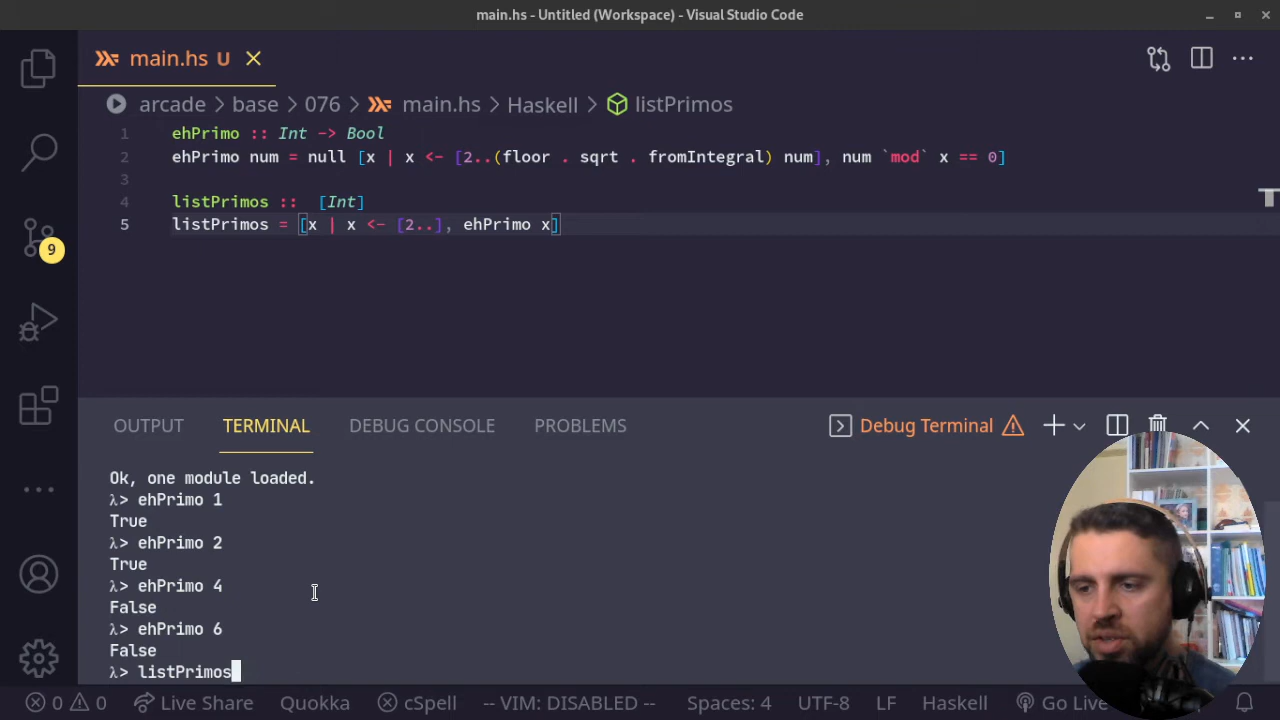 main.hs - Untitled (Workspace) - Visual Studio Code
main.hs U
arcade > base > 076 > main.hs > Haskell > listPrimos
1 ehPrimo :: Int -> Bool
2 ehPrimo num = null [x | x <- [2..(floor . sqrt . fromIntegral) num], num `mod` x == 0]
3
4 listPrimos ::  [Int]
5 listPrimos = [x | x <- [2..], ehPrimo x]
9
OUTPUT TERMINAL DEBUG CONSOLE PROBLEMS Debug Terminal
Ok, one module loaded.
λ> ehPrimo 1
True
λ> ehPrimo 2
True
λ> ehPrimo 4
False
λ> ehPrimo 6
False
λ> listPrimos
0 0 Live Share Quokka cSpell -- VIM: DISABLED -- Spaces: 4 UTF-8 LF Haskell Go Live